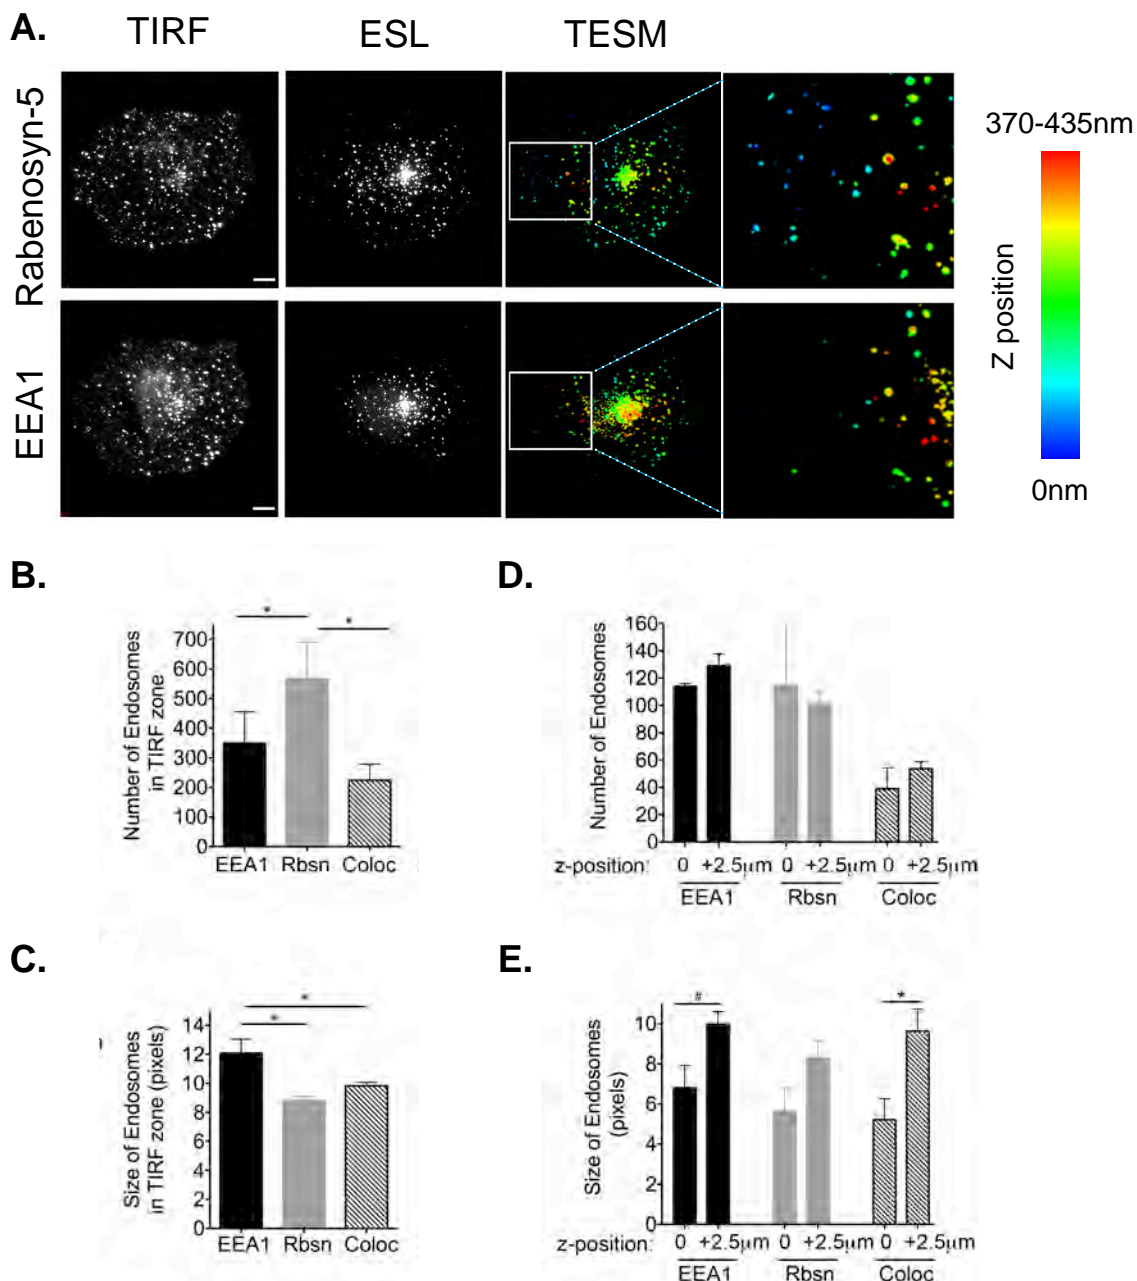 A.
TIRF
ESL
TESM
Rabenosyn-5
EEA1
370-435nm
Z position
0nm
B.
Number of Endosomes
in TIRF zone
700
600
500
400
300
200
100
0
*
*
EEA1 Rbsn Coloc
D.
Number of Endosomes
160
140
120
100
80
60
40
20
0
z-position: 0 +2.5μm 0 +2.5μm 0 +2.5μm
EEA1 Rbsn Coloc
C.
Size of Endosomes
in TIRF zone (pixels)
14
12
10
8
6
4
2
0
*
*
EEA1 Rbsn Coloc
E.
Size of Endosomes
(pixels)
10
8
6
4
2
0
# *
z-position: 0 +2.5μm 0 +2.5μm 0 +2.5μm
EEA1 Rbsn Coloc